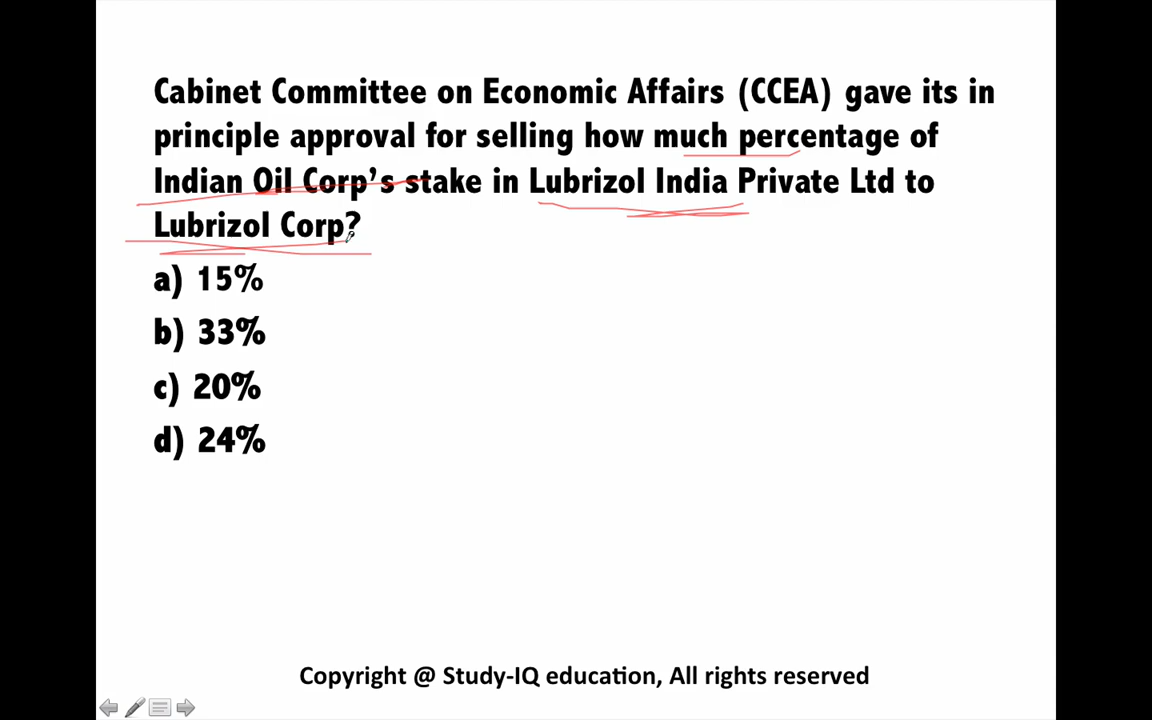 Cabinet Committee on Economic Affairs (CCEA) gave its in
principle approval for selling how much percentage of
Indian Oil Corp's stake in Lubrizol India Private Ltd to
Lubrizol Corp?
a) 15%
b) 33%
c) 20%
d) 24%
Copyright @ Study-IQ education, All rights reserved